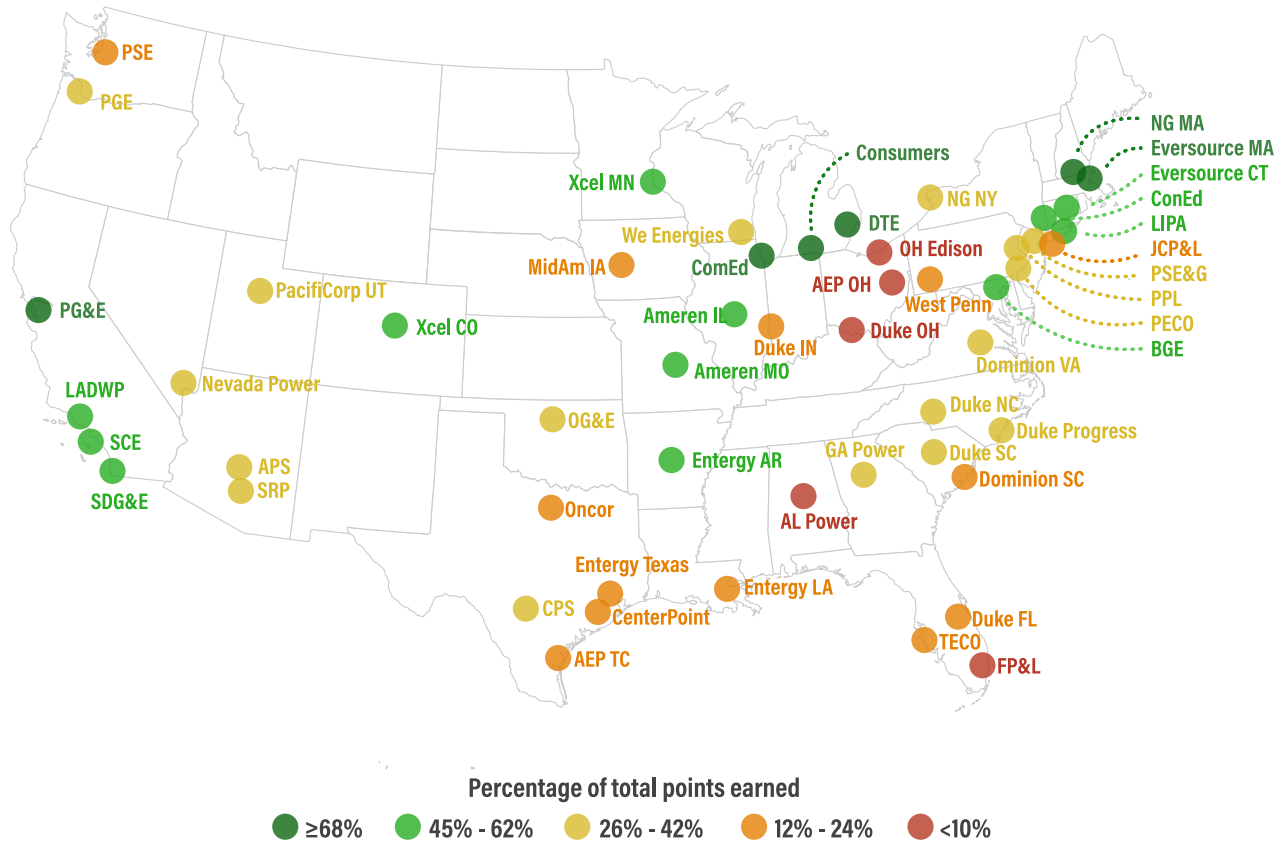 PSE
PGE
NG MA
Consumers
Eversource MA
Eversource CT
Xcel MN
ConEd
NG NY
LIPA
DTE
We Energies
OH Edison
JCP&L
ComEd
MidAm IA
PSE&G
AEP OH
PacifiCorp UT
PPL
West Penn
PG&E
Ameren IL
PECO
Xcel CO
Duke OH
Duke IN
BGE
Dominion VA
Ameren MO
Nevada Power
LADWP
Duke NC
OG&E
Duke Progress
SCE
GA Power
Duke SC
Entergy AR
APS
Dominion SC
SRP
SDG&E
Oncor
AL Power
Entergy Texas
Entergy LA
CPS
CenterPoint
Duke FL
TECO
AEP TC
FP&L
Percentage of total points earned
≥68% 45% - 62% 26% - 42% 12% - 24% <10%